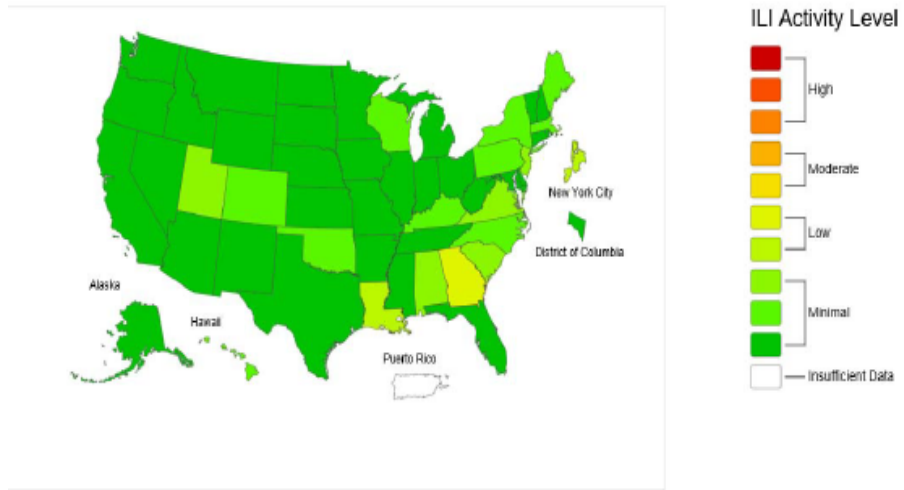 ILI Activity Level
High
Moderate
New York City
Low
District of Columbia
Alaska
Hawaii
Minimal
Puerto Rico
Insufficient Data